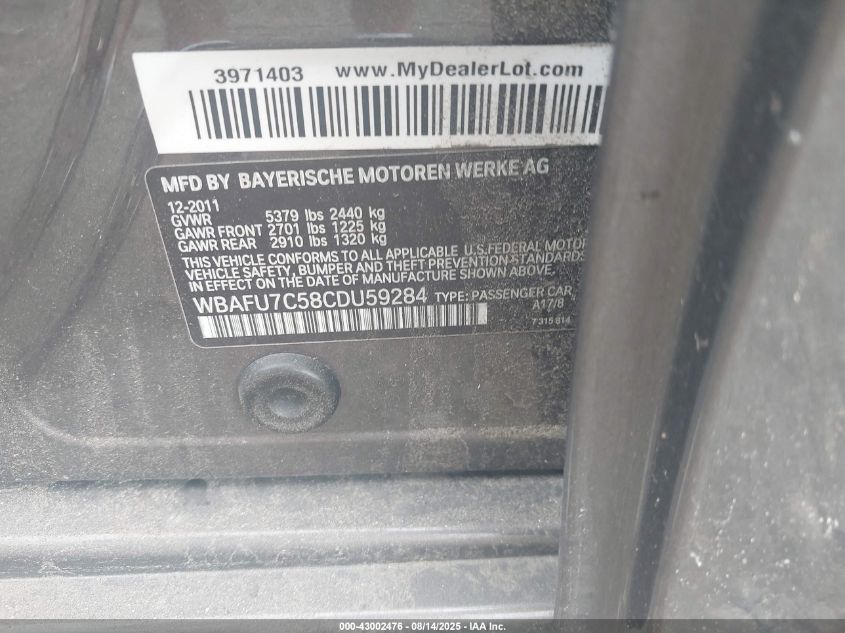 3971403 www.MyDealerLot.com
MFD BY BAYERISCHE MOTOREN WERKE AG
12-2011
GVWR 5379 lbs 2440 kg
GAWR FRONT 2701 lbs 1225 kg
GAWR REAR 2910 lbs 1320 kg
THIS VEHICLE CONFORMS TO ALL APPLICABLE U.S.FEDERAL MOTOR
VEHICLE SAFETY, BUMPER AND THEFT PREVENTION STANDARDS
IN EFFECT ON THE DATE OF MANUFACTURE SHOWN ABOVE.
WBAFU7C58CDU59284 TYPE: PASSENGER CAR
A17/8
7 315 814
000-43002476 - 08/14/2025 - IAA Inc.